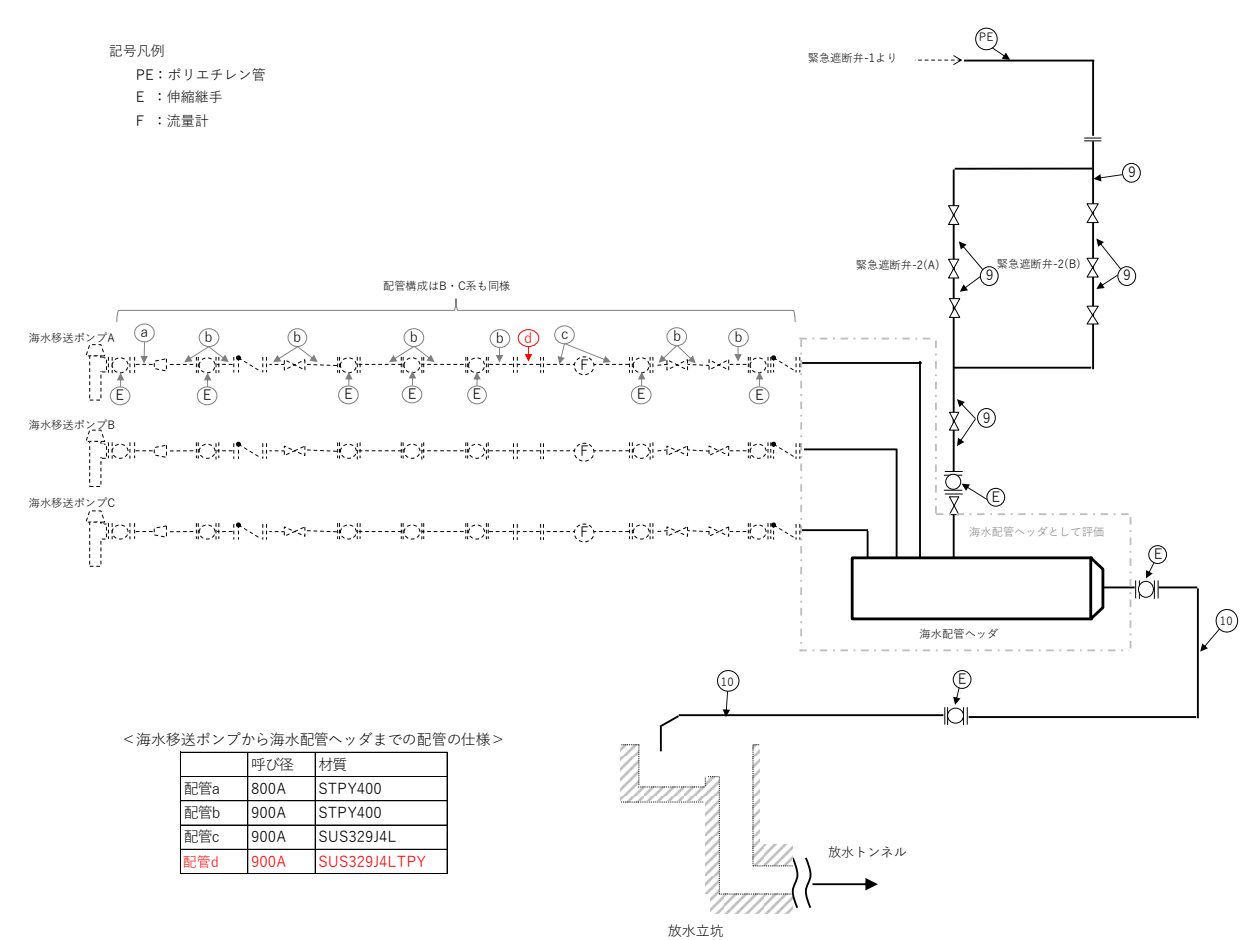 記号凡例
PE：ポリエチレン管
E ：伸縮継手
F ：流量計
PE
緊急遮断弁-1より
9
緊急遮断弁-2(A)
9
緊急遮断弁-2(B)
9
配管構成はB・C系も同様
海水移送ポンプA
a
b
b
b
b
d
c
b
b
F
E
E
E
E
E
E
E
9
海水移送ポンプB
F
E
海水移送ポンプC
F
海水配管ヘッダとして評価
E
海水配管ヘッダ
10
10
E
＜海水移送ポンプから海水配管ヘッダまでの配管の仕様＞
呼び径 材質
配管a 800A STPY400
配管b 900A STPY400
配管c 900A SUS329J4L
配管d 900A SUS329J4LTPY
放水トンネル
放水立坑